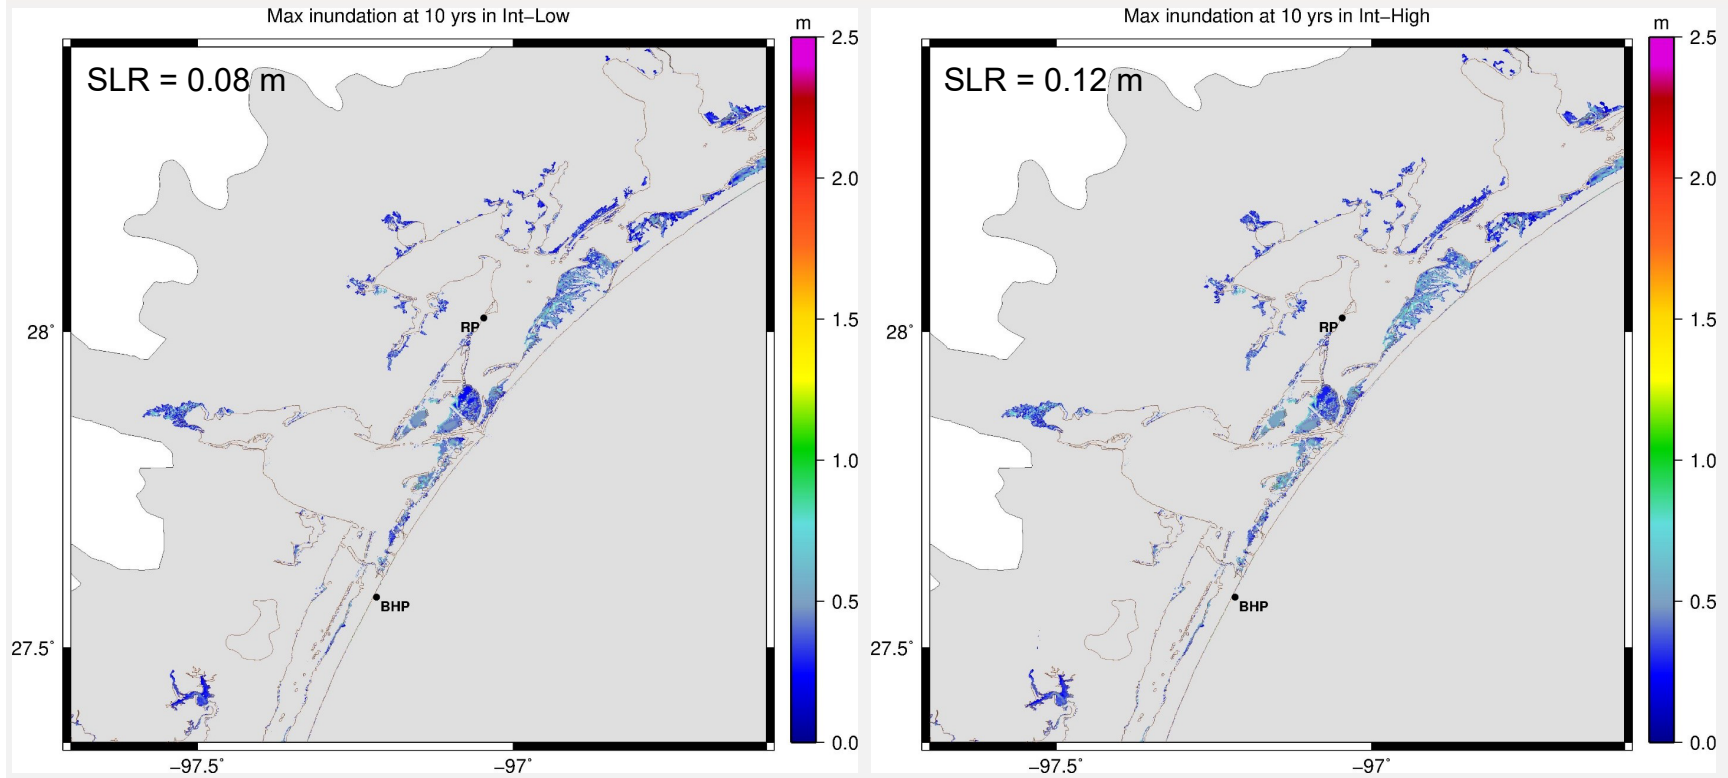 Max inundation at 10 yrs in Int-Low
m
SLR = 0.08 m
2.5
2.0
1.5
1.0
0.5
0.0
28°
27.5°
RP
BHP
-97.5°
-97°
Max inundation at 10 yrs in Int-High
m
SLR = 0.12 m
2.5
2.0
1.5
1.0
0.5
0.0
28°
27.5°
RP
BHP
-97.5°
-97°